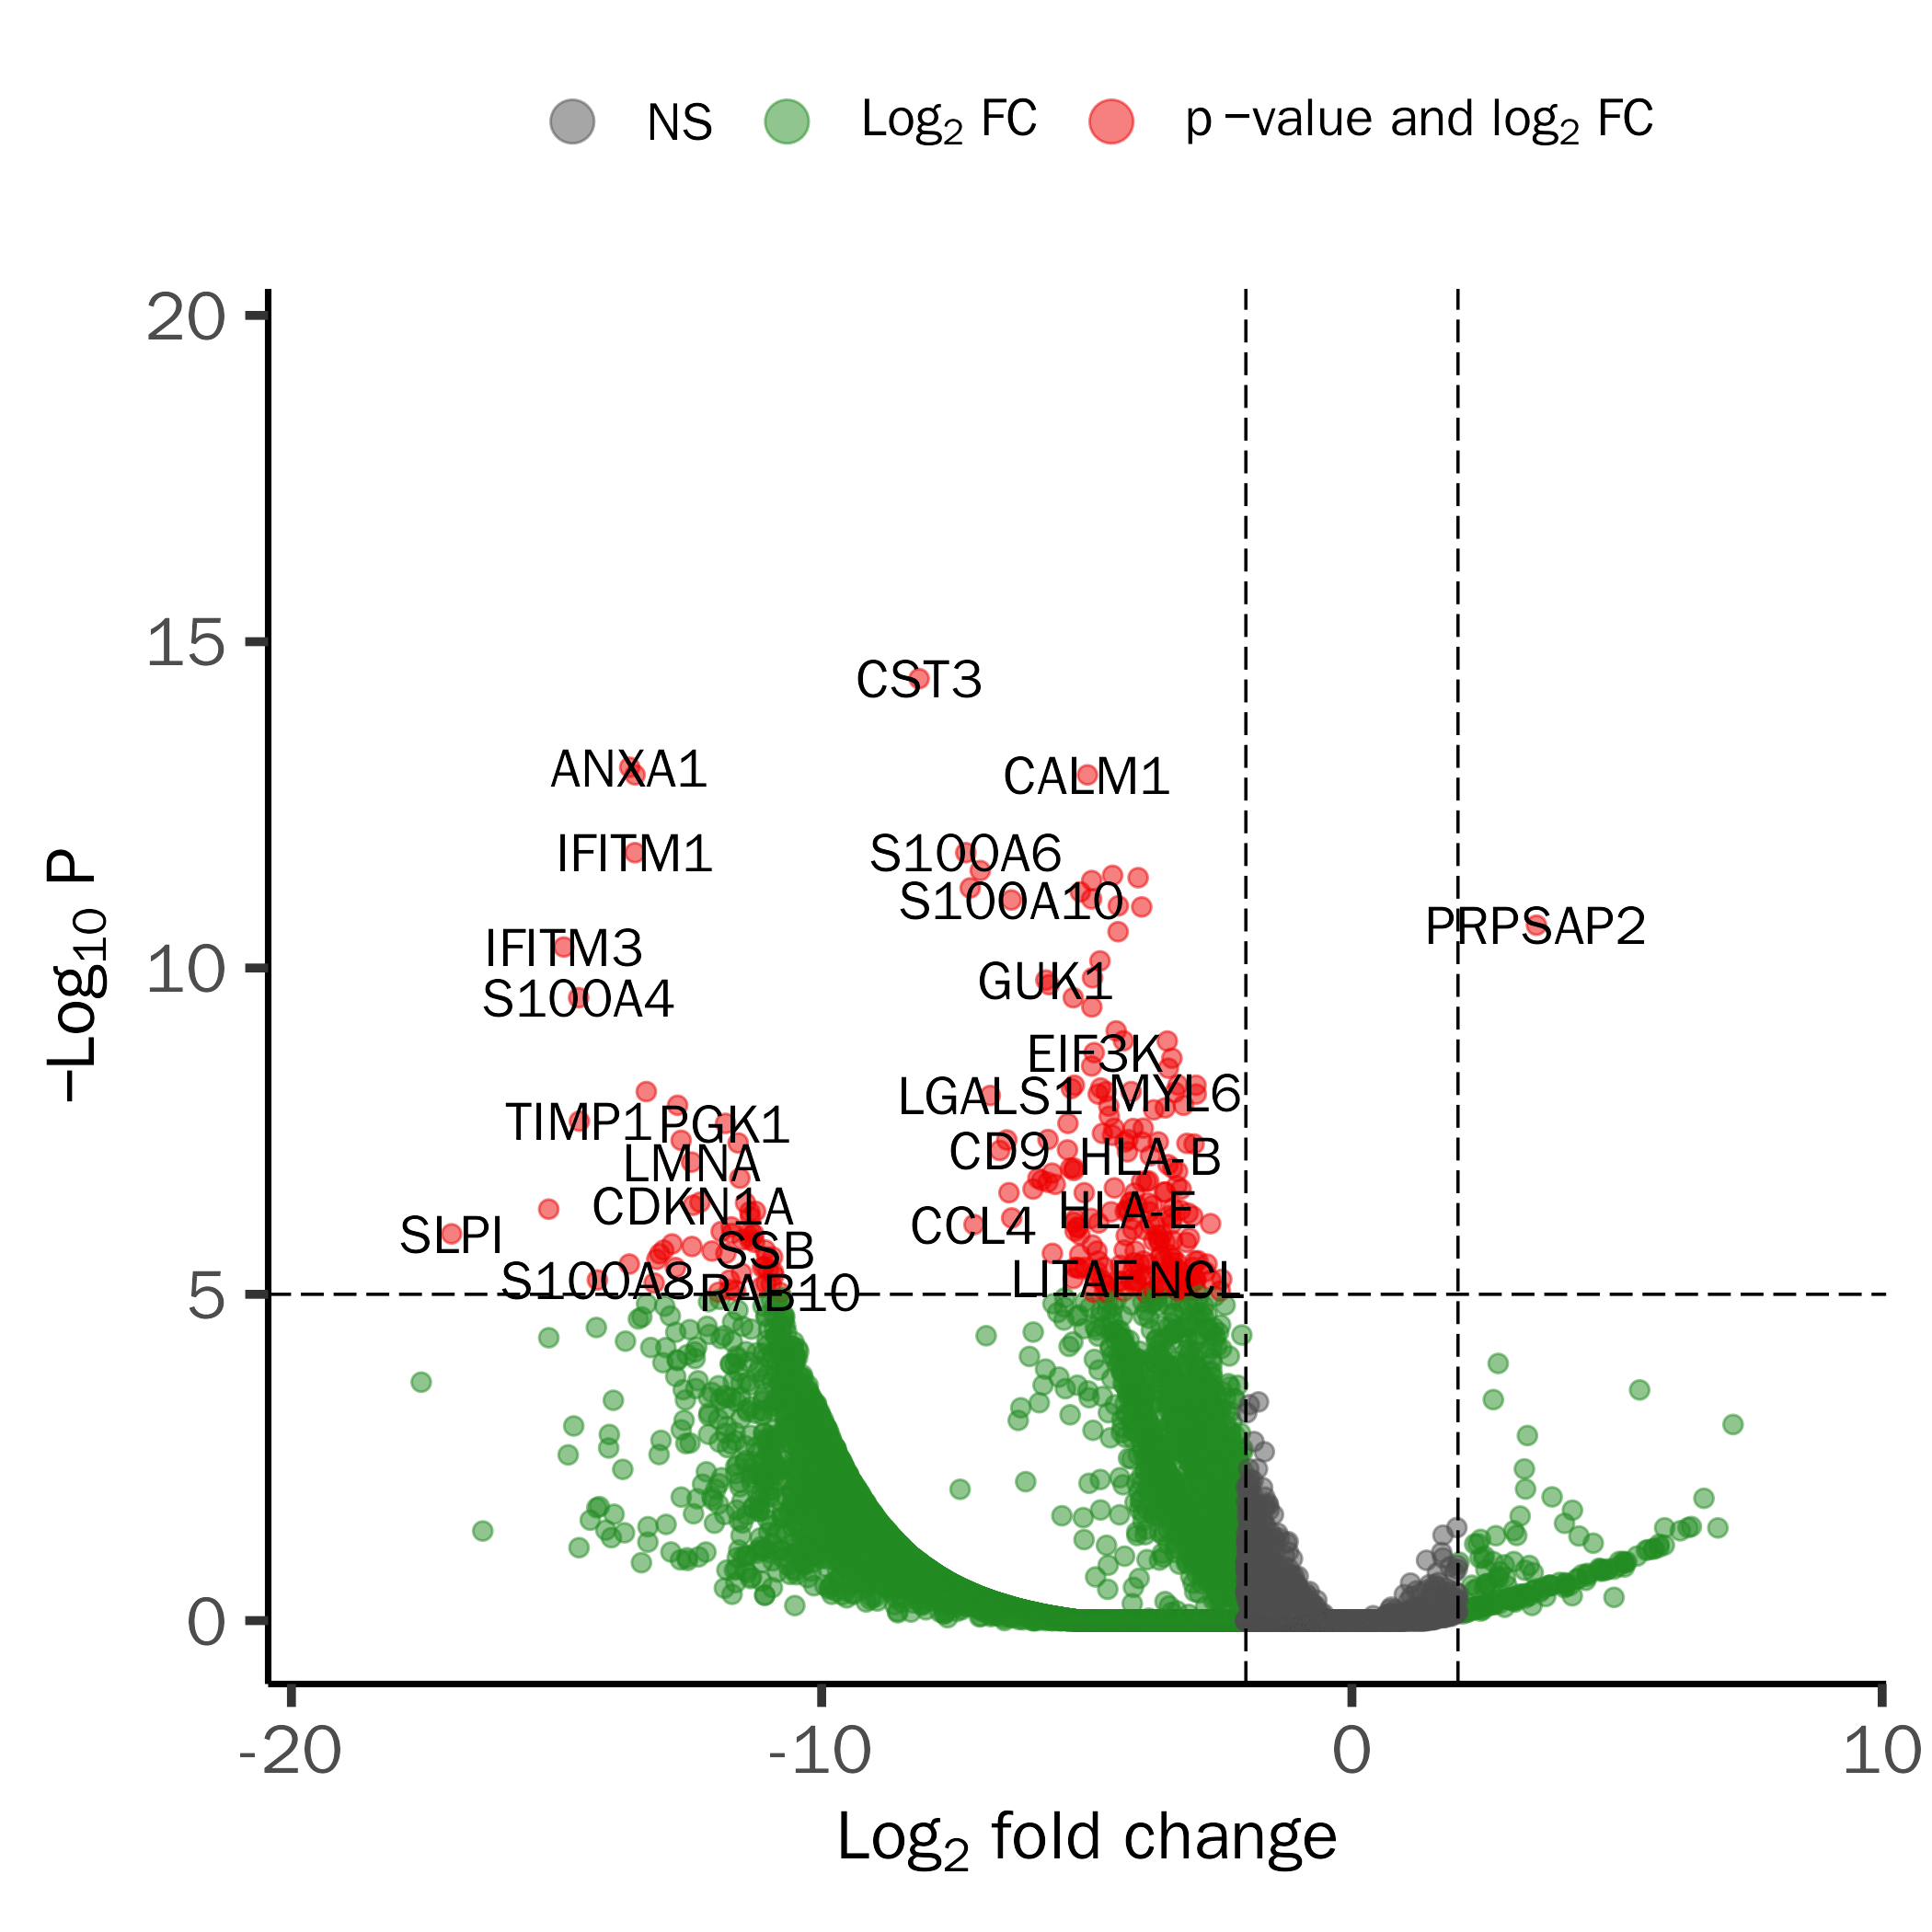 NS Log2 FC p −value and log2 FC
20
15
10
5
0
−Log10 P
CST3
ANXA1
CALM1
IFITM1
S100A6
S100A10
PRPSAP2
IFITM3
GUK1
S100A4
EIF3K
LGALS1
MYL6
TIMP1
PGK1
CD9
HLA-B
LMNA
CDKN1A
HLA-E
CCL4
SLPI
SSB
S100A8
RAB10
LITAF
NCL
-20 -10 0 10
Log2 fold change